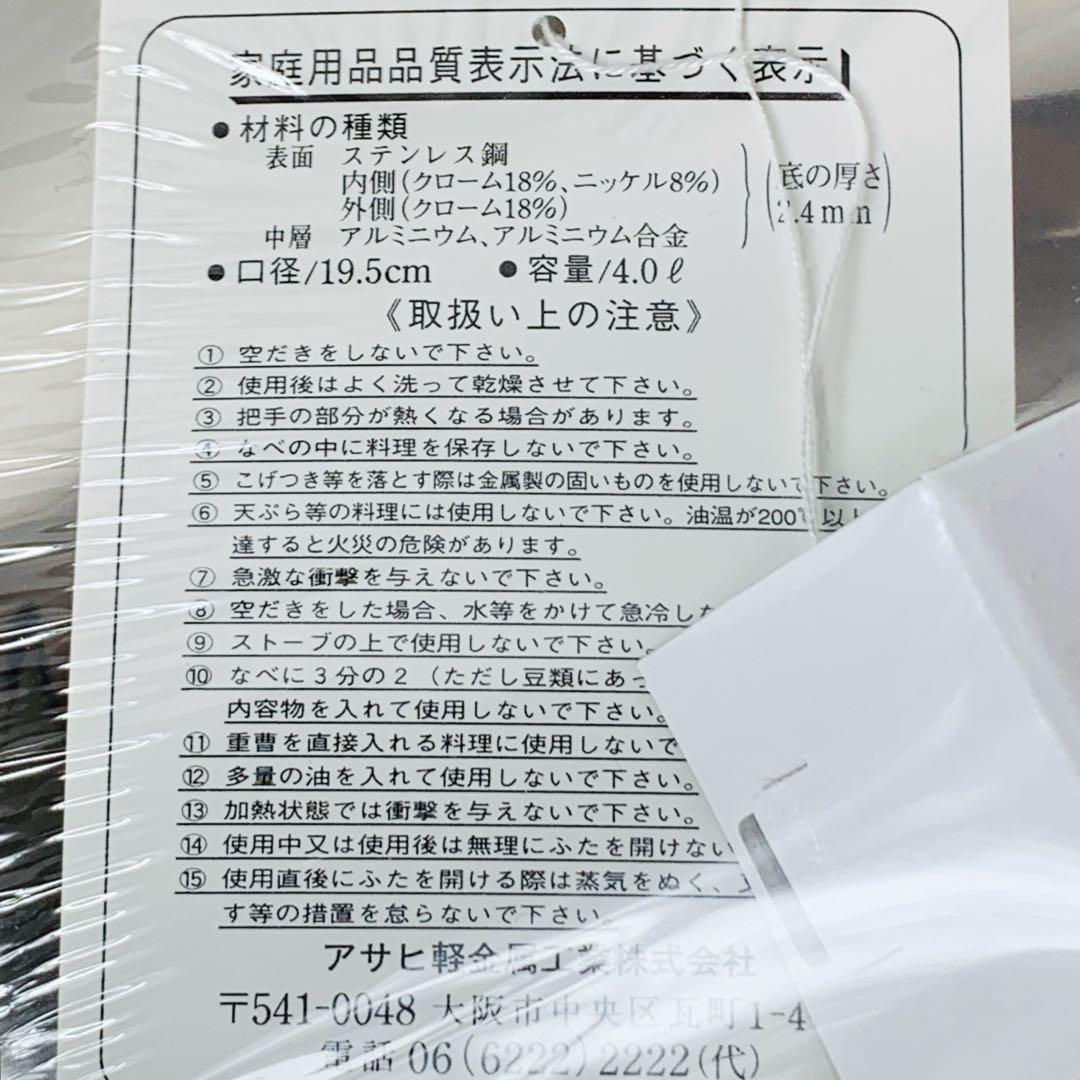 家庭用品品質表示法に基づく表示
●材料の種類
表面 ステンレス鋼
内側(クローム18%、ニッケル8%)
外側(クローム18%)
中層 アルミニウム、アルミニウム合金
(底の厚さ
2.4mm)
●口径/19.5cm ●容量/4.0ℓ
《取扱い上の注意》
① 空だきをしないで下さい。
② 使用後はよく洗って乾燥させて下さい。
③ 把手の部分が熱くなる場合があります。
④ なべの中に料理を保存しないで下さい。
⑤ こげつき等を落とす際は金属製の固いものを使用しないで下さい。
⑥ 天ぷら等の料理には使用しないで下さい。油温が200℃以上
達すると火災の危険があります。
⑦ 急激な衝撃を与えないで下さい。
⑧ 空だきをした場合、水等をかけて急冷した
⑨ ストーブの上で使用しないで下さい。
⑩ なべに3分の2(ただし豆類にあっ
内容物を入れて使用しないで下さい。
⑪ 重曹を直接入れる料理に使用しないで
⑫ 多量の油を入れて使用しないで下さい。
⑬ 加熱状態では衝撃を与えないで下さい。
⑭ 使用中又は使用後は無理にふたを開けない
⑮ 使用直後にふたを開ける際は蒸気をぬく、
す等の措置を怠らないで下さい。
アサヒ軽金属工業株式会社
〒541-0048 大阪市中央区瓦町1-4
電話 06(6222)2222(代)